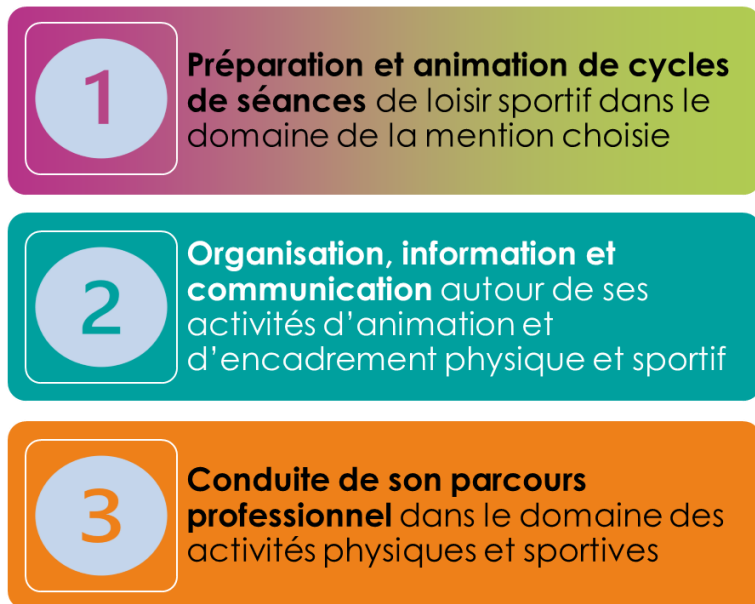 1
Préparation et animation de cycles
de séances de loisir sportif dans le
domaine de la mention choisie
2
Organisation, information et
communication autour de ses
activités d’animation et
d’encadrement physique et sportif
3
Conduite de son parcours
professionnel dans le domaine des
activités physiques et sportives